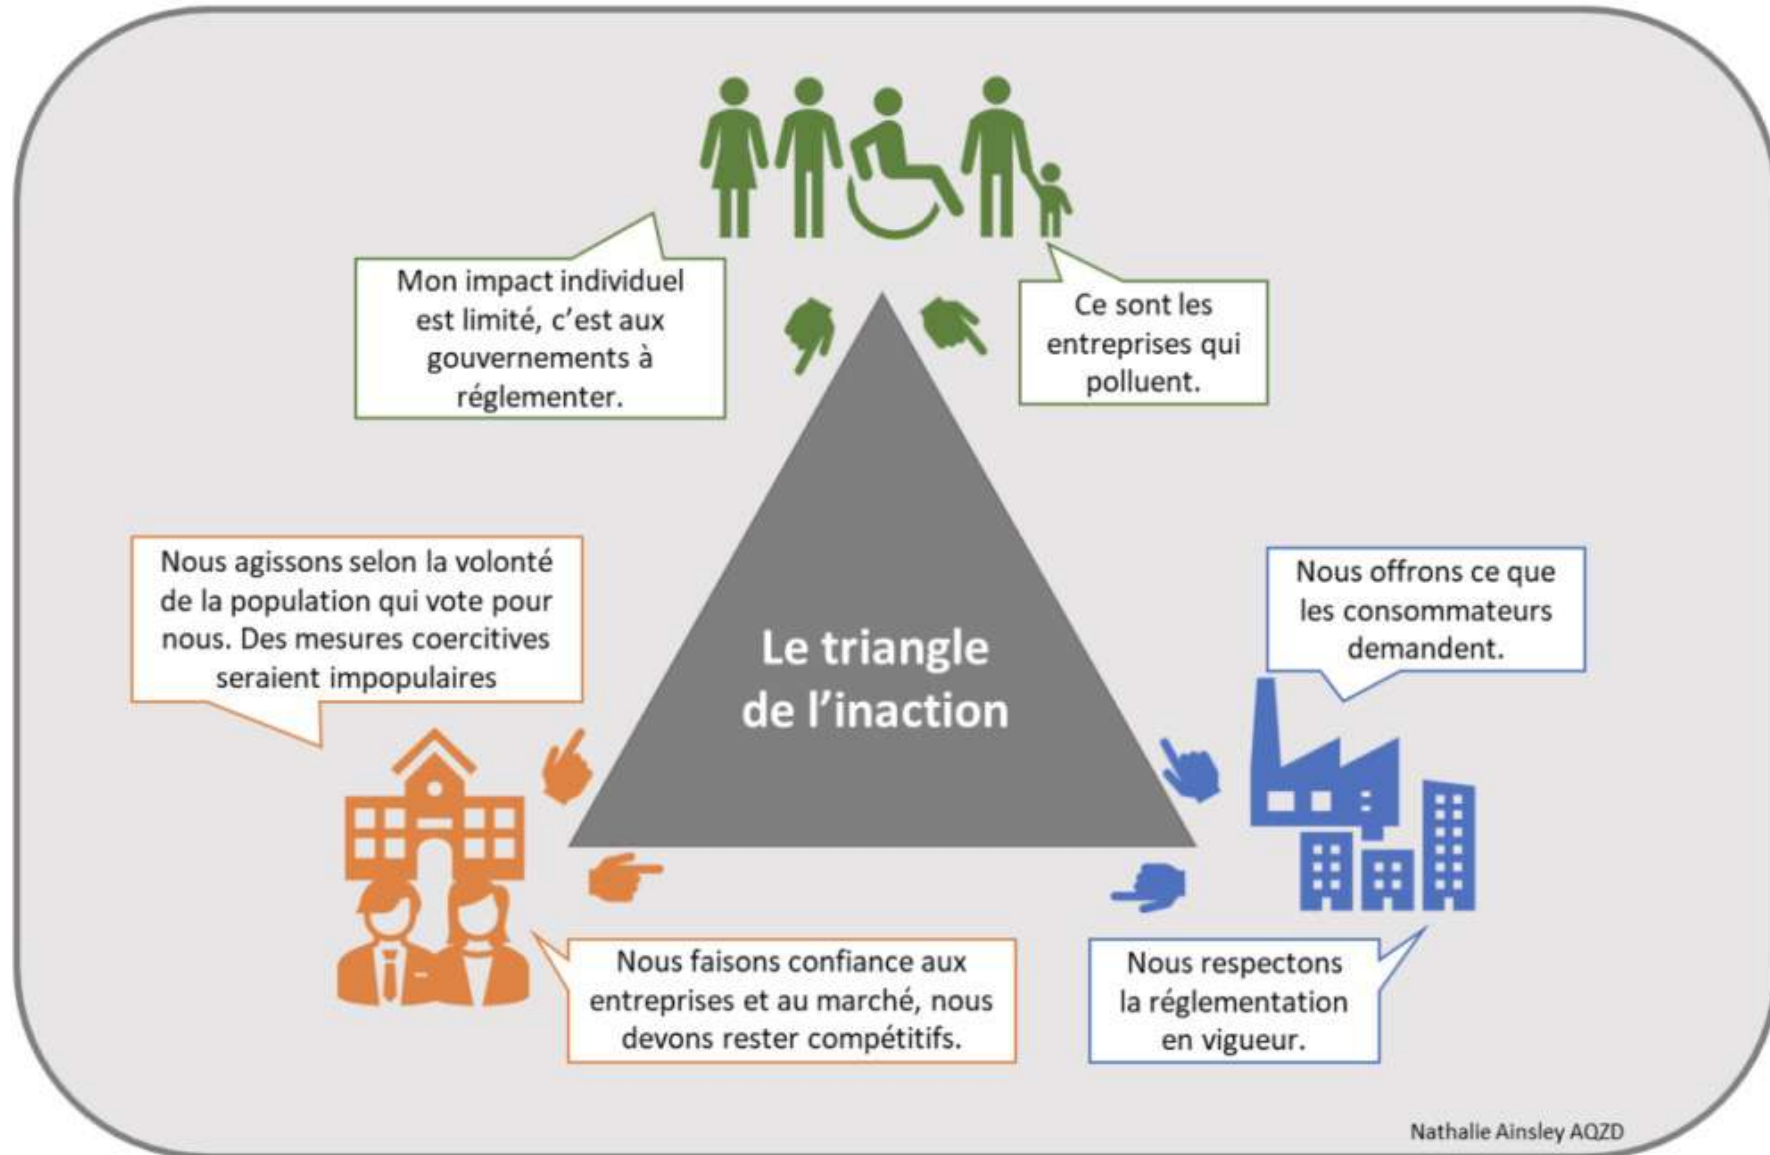 Mon impact individuel
est limité, c’est aux
gouvernements à
réglementer.
Ce sont les
entreprises qui
polluent.
Nous agissons selon la volonté
de la population qui vote pour
nous. Des mesures coercitives
seraient impopulaires
Nous offrons ce que
les consommateurs
demandent.
Le triangle
de l’inaction
Nous faisons confiance aux
entreprises et au marché, nous
devons rester compétitifs.
Nous respectons
la réglementation
en vigueur.
Nathalie Ainsley AQZD